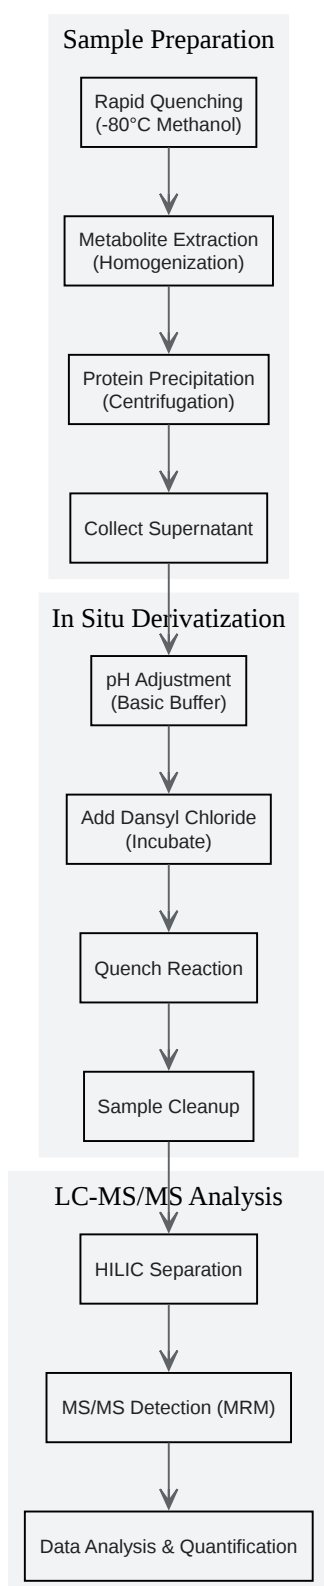 Sample Preparation
Rapid Quenching
(-80°C Methanol)
Metabolite Extraction
(Homogenization)
Protein Precipitation
(Centrifugation)
Collect Supernatant
In Situ Derivatization
pH Adjustment
(Basic Buffer)
Add Dansyl Chloride
(Incubate)
Quench Reaction
Sample Cleanup
LC-MS/MS Analysis
HILIC Separation
MS/MS Detection (MRM)
Data Analysis & Quantification